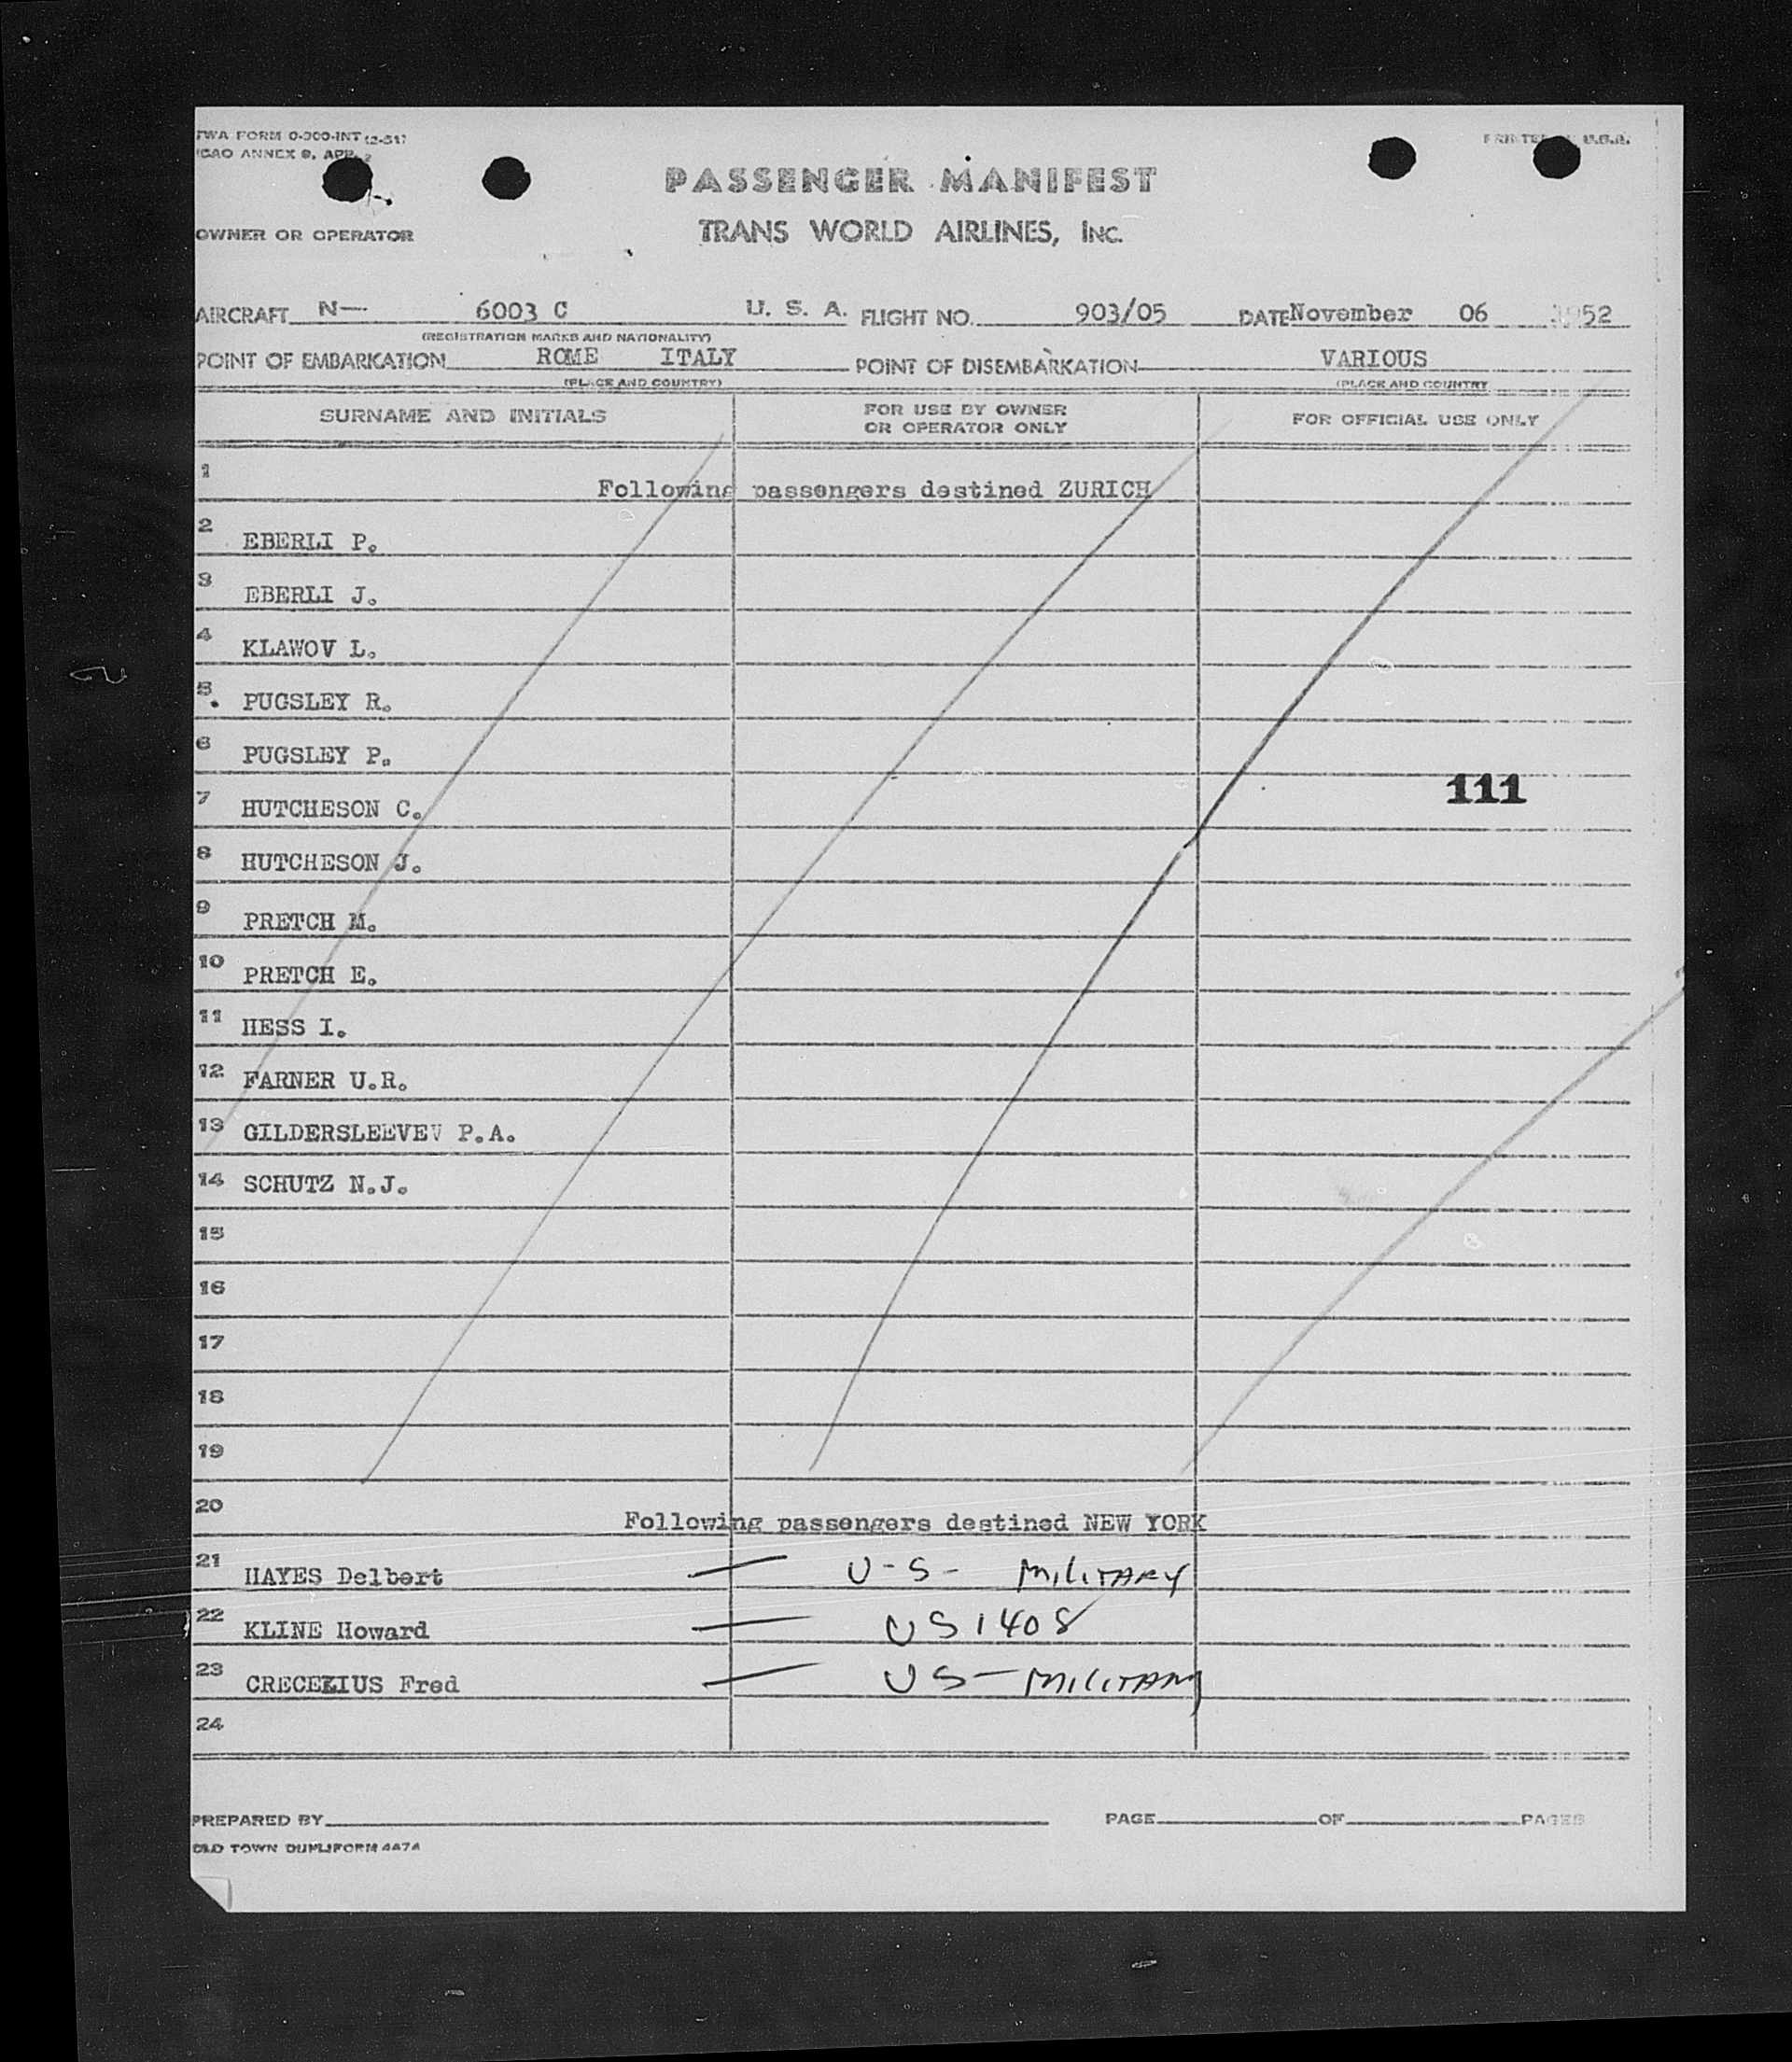 TWA FORM 0-300-INT (2-51)
ICAO ANNEX 9, APP. 2
PRINTED U.S.A.
PASSENGER MANIFEST
OWNER OR OPERATOR TRANS WORLD AIRLINES, INC.
AIRCRAFT N— 6003 C U. S. A. FLIGHT NO. 903/05 DATE November 06 1952
(REGISTRATION MARKS AND NATIONALITY)
POINT OF EMBARKATION ROME ITALY POINT OF DISEMBARKATION VARIOUS
(PLACE AND COUNTRY) (PLACE AND COUNTRY
SURNAME AND INITIALS FOR USE BY OWNER OR OPERATOR ONLY FOR OFFICIAL USE ONLY
1 Following passengers destined ZURICH
2 EBERLI P.
3 EBERLI J.
4 KLAWOV L.
5 PUGSLEY R.
6 PUGSLEY P.
111
7 HUTCHESON C.
8 HUTCHESON J.
9 PRETCH M.
10 PRETCH E.
11 HESS I.
12 FARNER U.R.
13 GILDERSLEEVEV P.A.
14 SCHUTZ N.J.
15
16
17
18
19
20 Following passengers destined NEW YORK
21 HAYES Delbert — U-S- MILITARY
22 KLINE Howard — US 1408
23 CRECELIUS Fred — US- MILITARY
24
PREPARED BY PAGE OF PAGES
OLD TOWN DUPLIFORM 4474